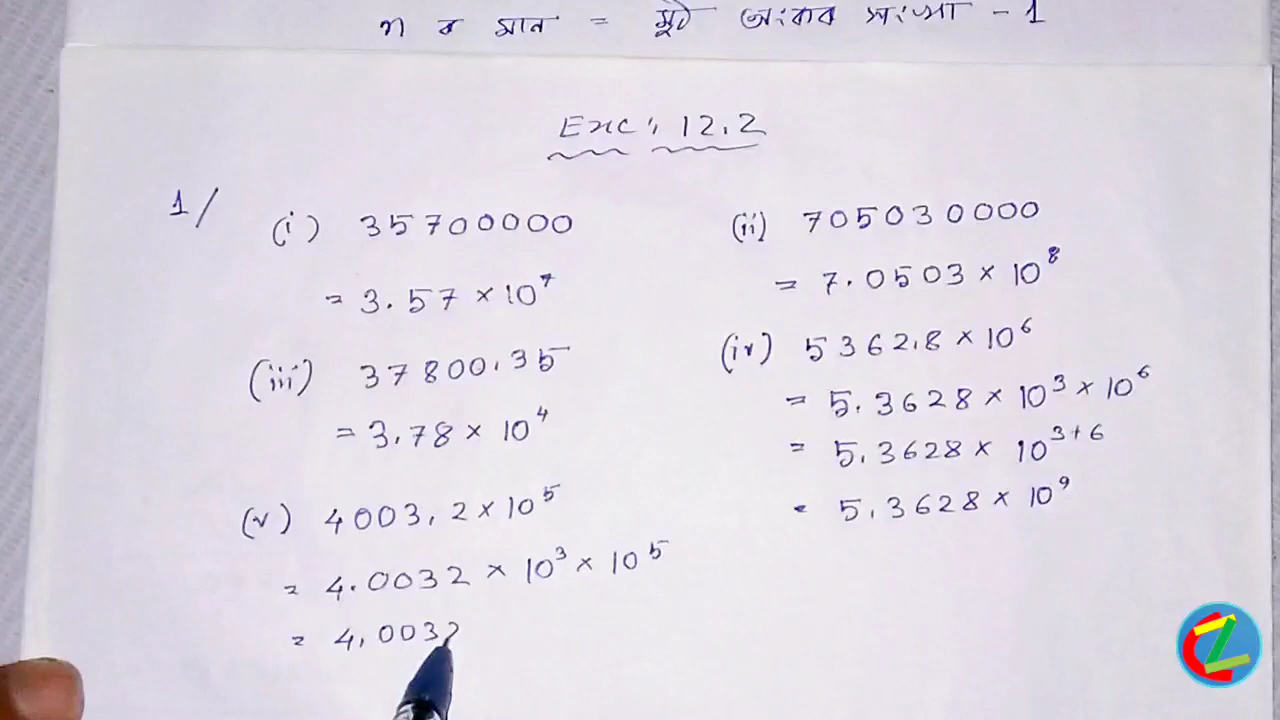 n ৰ মান = মুঠ অংকৰ সংখ্যা - 1
Exc: 12.2
1/ (i) 35700000
= 3.57 × 10⁷
(ii) 705030000
= 7.0503 × 10⁸
(iii) 37800.35
= 3.78 × 10⁴
(iv) 5362.8 × 10⁶
= 5.3628 × 10³ × 10⁶
= 5.3628 × 10³⁺⁶
= 5.3628 × 10⁹
(v) 4003.2 × 10⁵
= 4.0032 × 10³ × 10⁵
= 4.0032